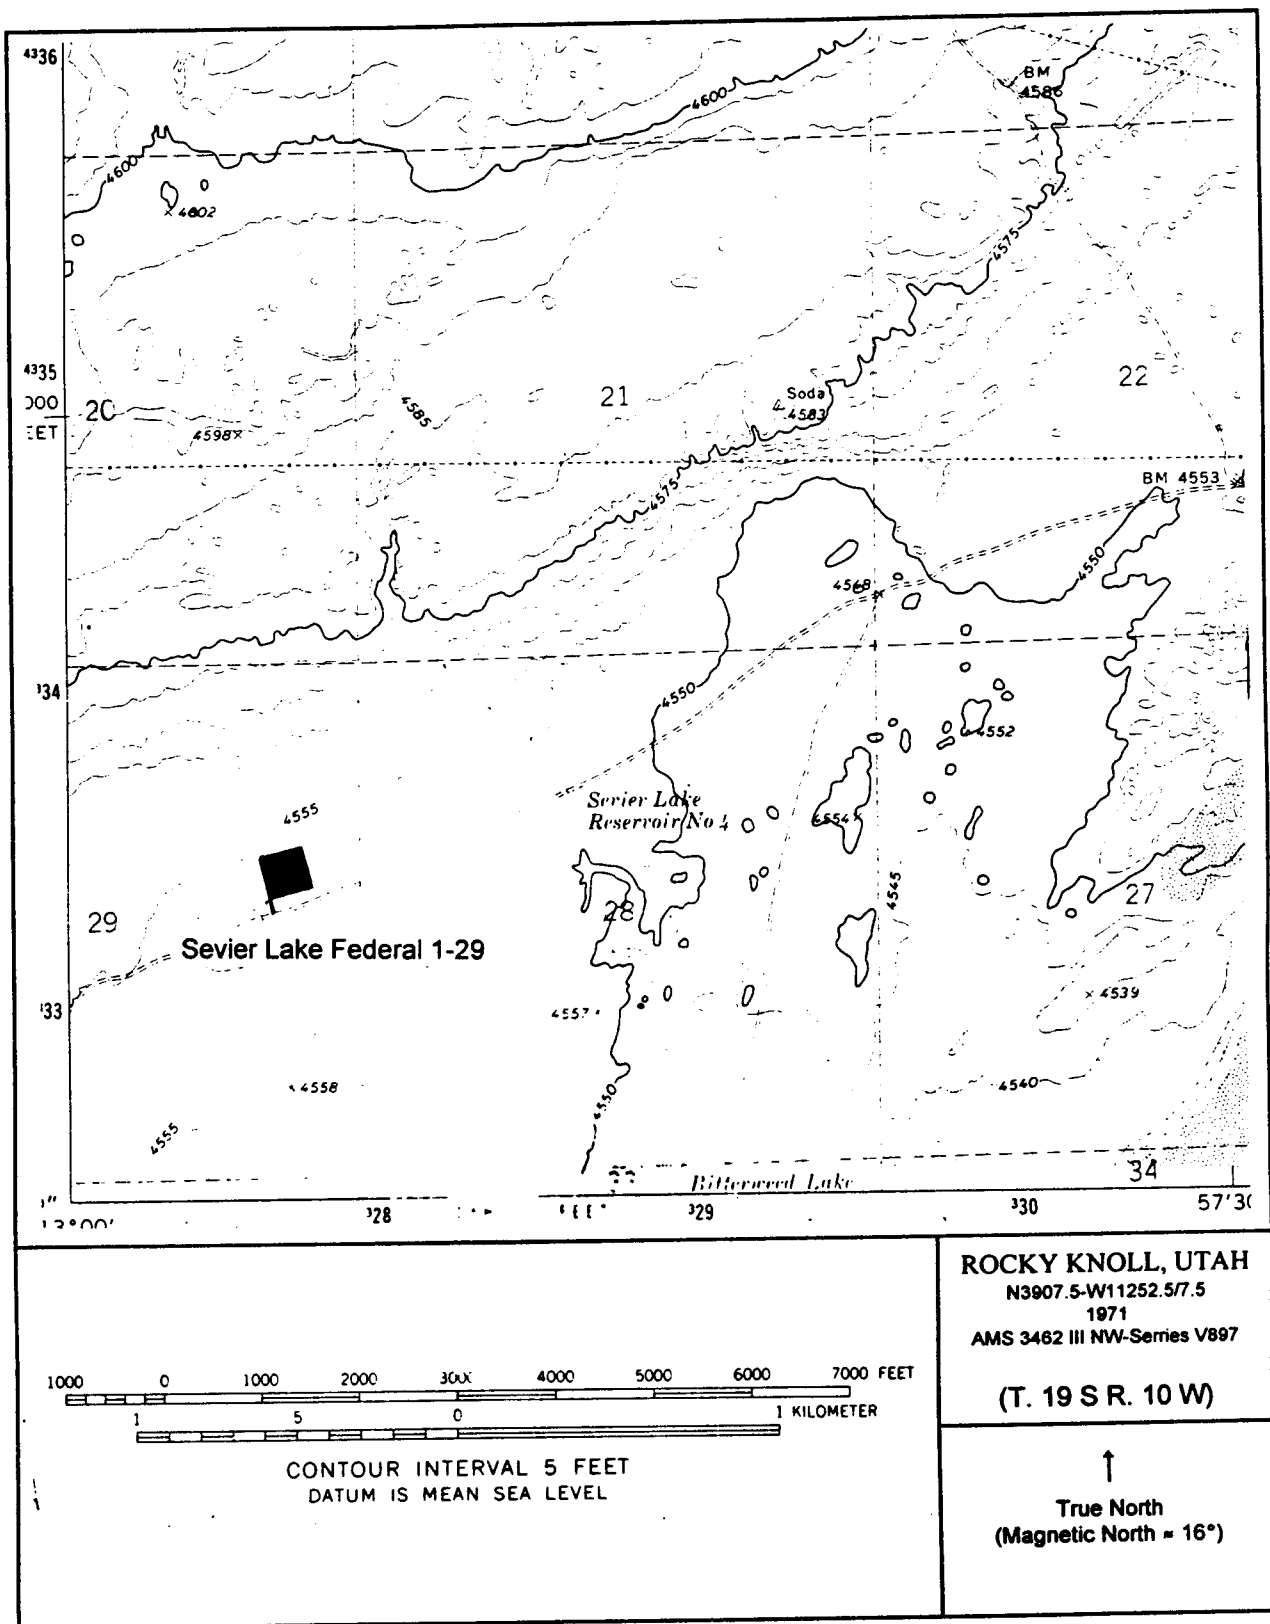 4336
BM
4586
4600
4600
4602
4575
4335
000
EET
20
21
22
Soda
4583
4585
4598
4575
BM 4553
4550
4568
'34
4550
4552
Sevier Lake
Reservoir No 4
4554
4555
4545
29
28
27
Sevier Lake Federal 1-29
'33
4557
4539
4558
4550
4540
4555
34
Bitterweed Lake
13°00'
328
329
330
57'30
ROCKY KNOLL, UTAH
N3907.5-W11252.5/7.5
1971
AMS 3462 III NW-Serries V897
(T. 19 S R. 10 W)
1000 0 1000 2000 3000 4000 5000 6000 7000 FEET
1 5 0 1 KILOMETER
CONTOUR INTERVAL 5 FEET
DATUM IS MEAN SEA LEVEL
↑
True North
(Magnetic North ≈ 16°)